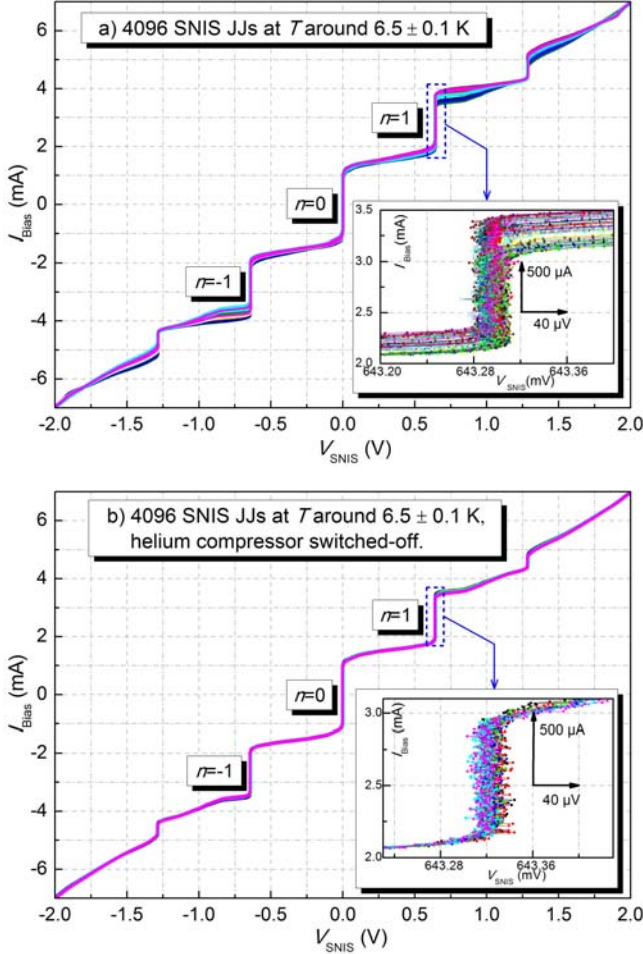 a) 4096 SNIS JJs at T around 6.5 ± 0.1 K
n=1
n=0
n=-1
I_Bias (mA)
6
4
2
0
-2
-4
-6
-2.0 -1.5 -1.0 -0.5 0.0 0.5 1.0 1.5 2.0
V_SNIS (V)
3.5
3.0
2.5
2.0
I_Bias(mA)
500 µA
40 µV
643.20 643.28 643.36
V_SNIS(mV)
b) 4096 SNIS JJs at T around 6.5 ± 0.1 K,
helium compressor switched-off.
n=1
n=0
n=-1
I_Bias (mA)
6
4
2
0
-2
-4
-6
-2.0 -1.5 -1.0 -0.5 0.0 0.5 1.0 1.5 2.0
V_SNIS (V)
3.0
2.5
2.0
I_Bias(mA)
500 µA
40 µV
643.28 643.36
V_SNIS (mV)